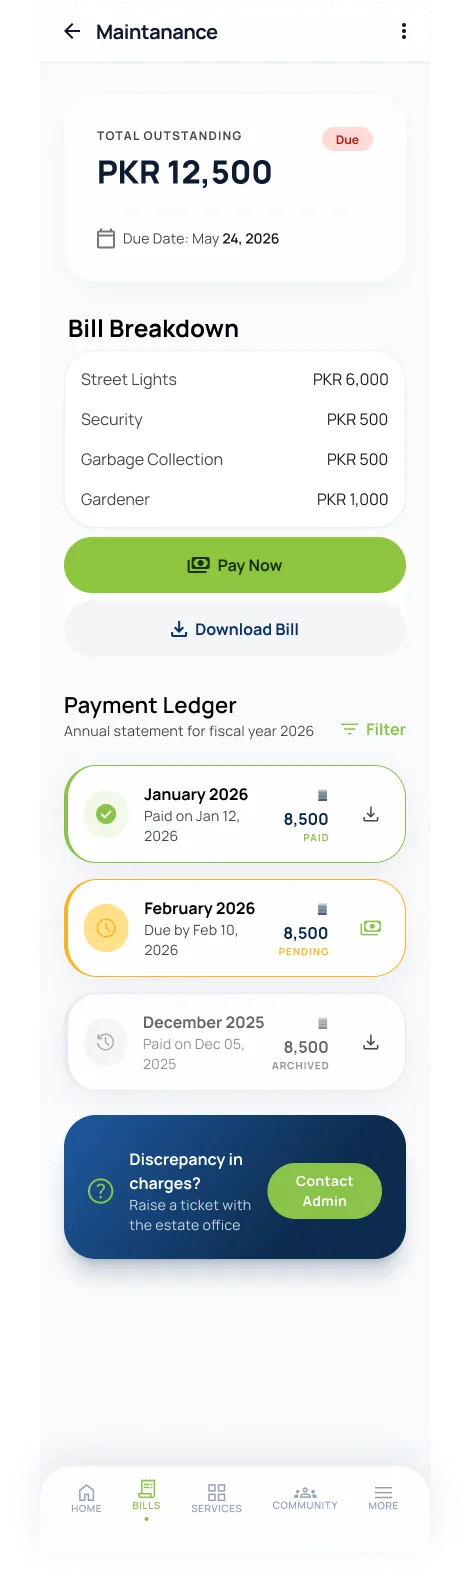 Maintanance
TOTAL OUTSTANDING
Due
PKR 12,500
Due Date: May 24, 2026
Bill Breakdown
Street Lights PKR 6,000
Security PKR 500
Garbage Collection PKR 500
Gardener PKR 1,000
Pay Now
Download Bill
Payment Ledger
Annual statement for fiscal year 2026
Filter
January 2026
Paid on Jan 12,
2026
8,500
PAID
February 2026
Due by Feb 10,
2026
8,500
PENDING
December 2025
Paid on Dec 05,
2025
8,500
ARCHIVED
Discrepancy in
charges?
Raise a ticket with
the estate office
Contact
Admin
HOME
BILLS
SERVICES
COMMUNITY
MORE